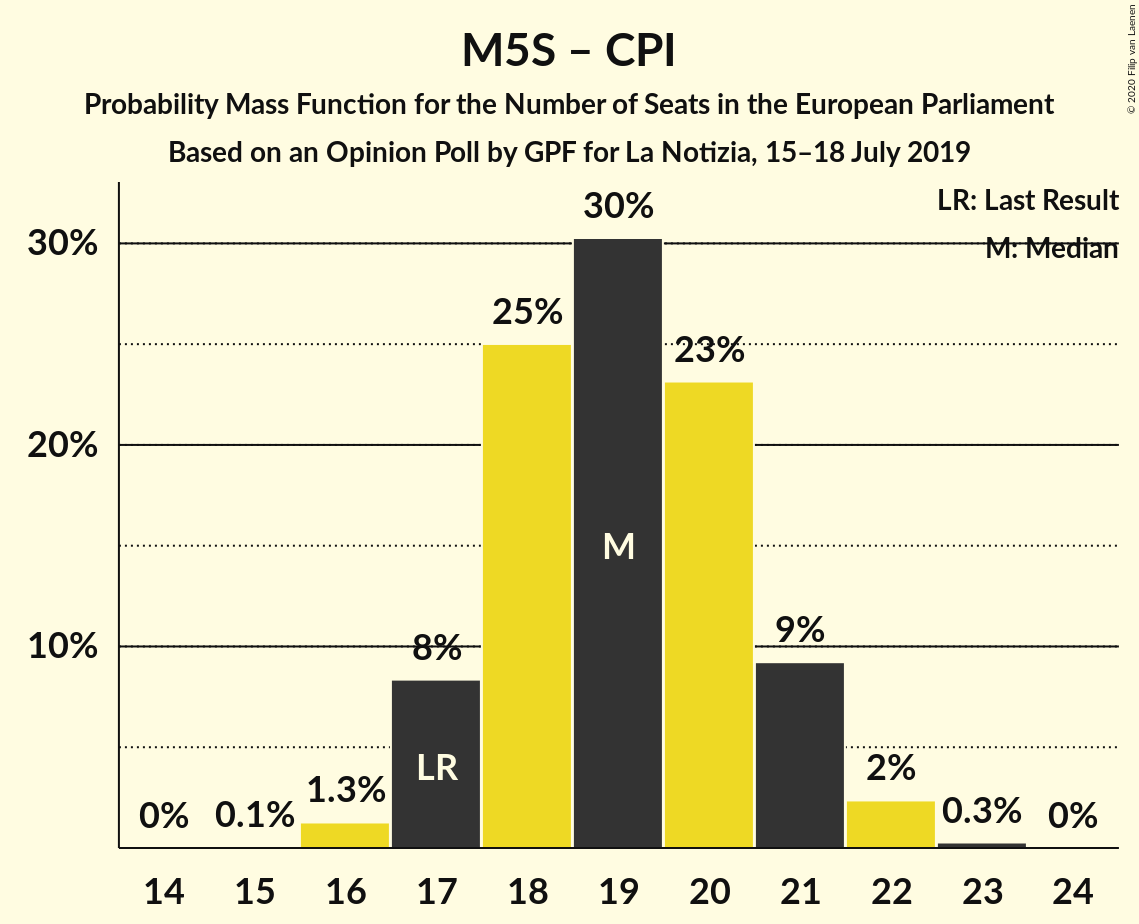 M5S – CPI
Probability Mass Function for the Number of Seats in the European Parliament
Based on an Opinion Poll by GPF for La Notizia, 15–18 July 2019
© 2020 Filip van Laenen
LR: Last Result
M: Median
30%
20%
10%
0%
0.1%
1.3%
8%
25%
30%
23%
9%
2%
0.3%
0%
LR
M
14 15 16 17 18 19 20 21 22 23 24